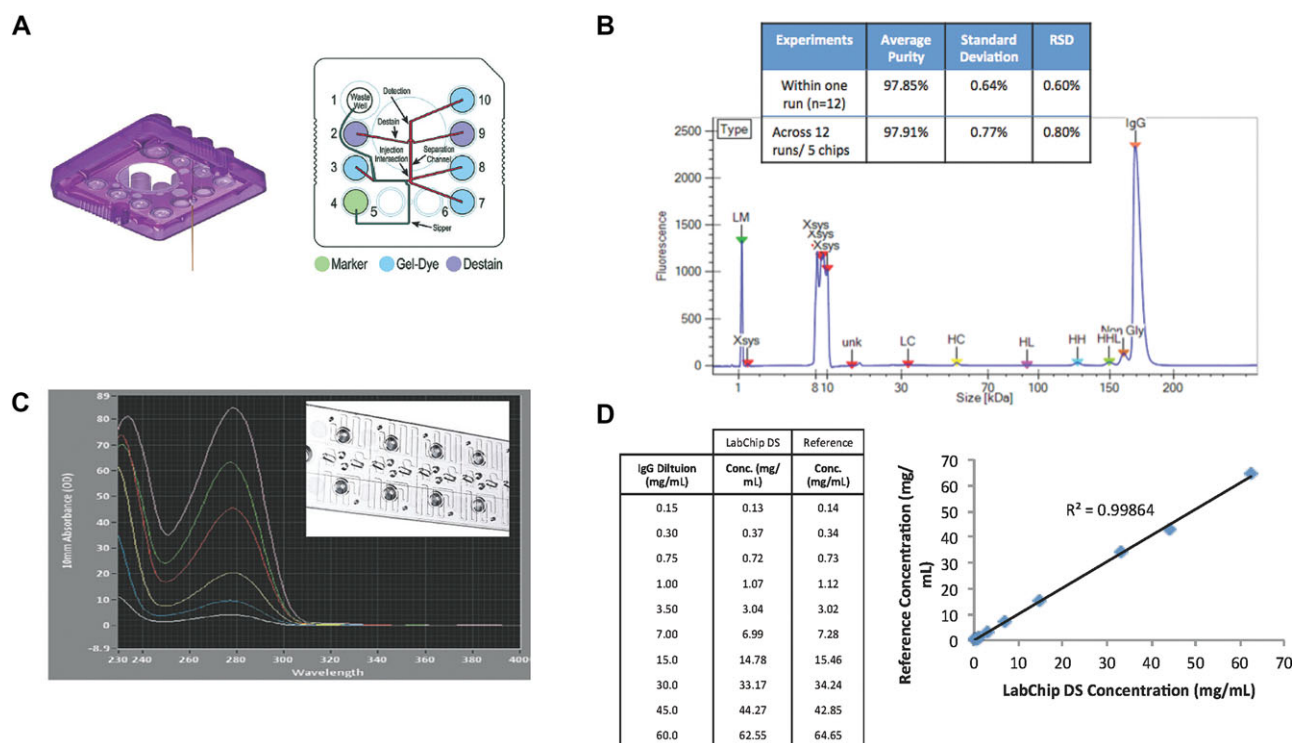 A
1
Waste
Well
2
3
4
5
6
7
8
9
10
Detection
Destain
Injection
Intersection
Separation
Channel
Sipper
Marker
Gel-Dye
Destain
B
Experiments
Average
Purity
Standard
Deviation
RSD
Within one
run (n=12)
97.85%
0.64%
0.60%
Across 12
runs/ 5 chips
97.91%
0.77%
0.80%
Type
2500
2000
1500
1000
500
0
Fluorescence
LM
Xsys
Xsys
Xsys
Xsys
unk
LC
HC
HL
HH
HHL
Non Gly
IgG
1
8 10
30
70
100
150
200
Size [kDa]
C
89
80
70
60
50
40
30
20
10
0
-8.9
10mm Absorbance (OD)
230 240 260 280 300 320 340 360 380 400
Wavelength
D
LabChip DS Reference
IgG Diltuion
(mg/mL)
Conc. (mg/
mL)
Conc.
(mg/mL)
0.15 0.13 0.14
0.30 0.37 0.34
0.75 0.72 0.73
1.00 1.07 1.12
3.50 3.04 3.02
7.00 6.99 7.28
15.0 14.78 15.46
30.0 33.17 34.24
45.0 44.27 42.85
60.0 62.55 64.65
Reference Concentration (mg/
mL)
70
60
50
40
30
20
10
0
R² = 0.99864
0 10 20 30 40 50 60 70
LabChip DS Concentration (mg/mL)